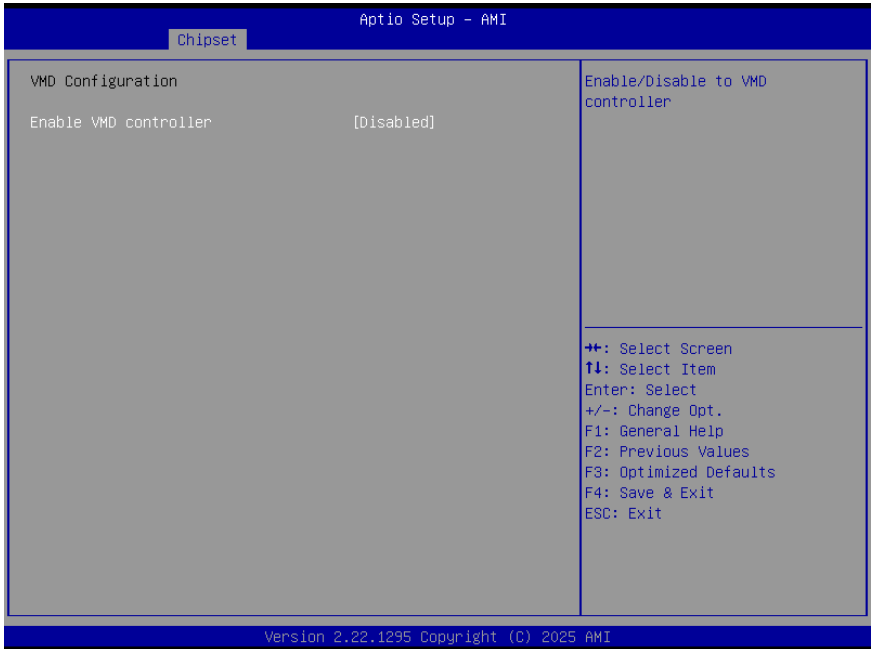 Aptio Setup – AMI
Chipset
VMD Configuration
Enable VMD controller [Disabled]
Enable/Disable to VMD
controller
→←: Select Screen
↑↓: Select Item
Enter: Select
+/-: Change Opt.
F1: General Help
F2: Previous Values
F3: Optimized Defaults
F4: Save & Exit
ESC: Exit
Version 2.22.1295 Copyright (C) 2025 AMI